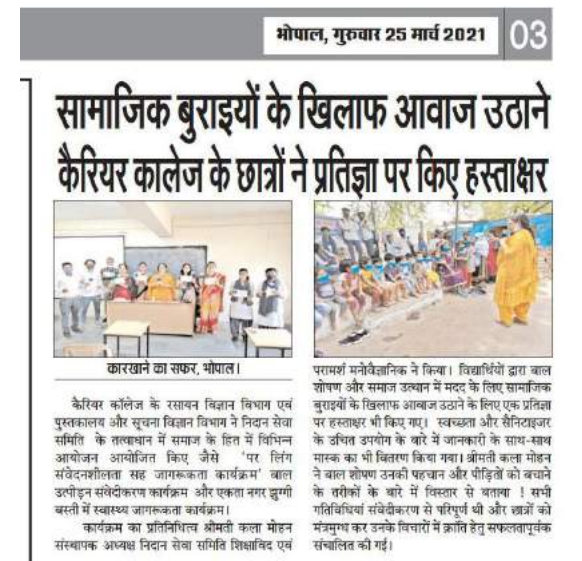 भोपाल, गुरुवार 25 मार्च 2021
03
सामाजिक बुराइयों के खिलाफ आवाज उठाने
कैरियर कालेज के छात्रों ने प्रतिज्ञा पर किए हस्ताक्षर
कारखाने का सफर, भोपाल।
कैरियर कॉलेज के रसायन विज्ञान विभाग एवं
पुस्तकालय और सूचना विज्ञान विभाग ने निदान सेवा
समिति के तत्वाधान में समाज के हित में विभिन्न
आयोजन आयोजित किए जैसे 'पर लिंग
संवेदनशीलता सह जागरूकता कार्यक्रम' बाल
उत्पीड़न संवेदीकरण कार्यक्रम और एकता नगर झुग्गी
बस्ती में स्वास्थ्य जागरूकता कार्यक्रम।
कार्यक्रम का प्रतिनिधित्व श्रीमती कला मोहन
संस्थापक अध्यक्ष निदान सेवा समिति शिक्षाविद एवं
परामर्श मनोवैज्ञानिक ने किया। विद्यार्थियों द्वारा बाल
शोषण और समाज उत्थान में मदद के लिए सामाजिक
बुराइयों के खिलाफ आवाज उठाने के लिए एक प्रतिज्ञा
पर हस्ताक्षर भी किए गए। स्वच्छता और सैनिटाइजर
के उचित उपयोग के बारे में जानकारी के साथ-साथ
मास्क का भी वितरण किया गया। श्रीमती कला मोहन
ने बाल शोषण उनकी पहचान और पीड़ितों को बचाने
के तरीकों के बारे में विस्तार से बताया ! सभी
गतिविधियां संवेदीकरण से परिपूर्ण थी और छात्रों को
मंत्रमुग्ध कर उनके विचारों में क्रांति हेतु सफलतापूर्वक
संचालित की गई।